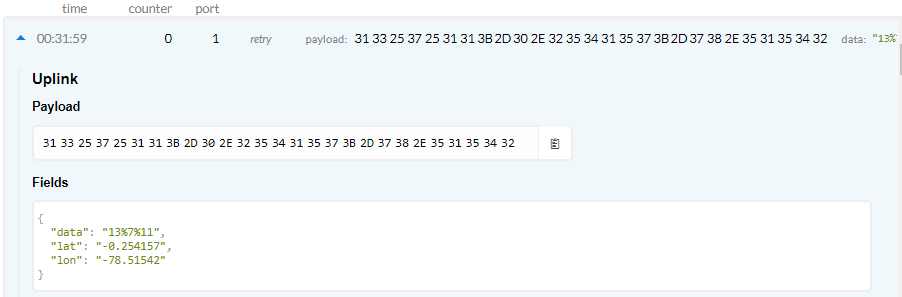 time counter port
00:31:59 0 1 retry payload: 31 33 25 37 25 31 31 3B 2D 30 2E 32 35 34 31 35 37 3B 2D 37 38 2E 35 31 35 34 32 data: "13%
Uplink
Payload
31 33 25 37 25 31 31 3B 2D 30 2E 32 35 34 31 35 37 3B 2D 37 38 2E 35 31 35 34 32
Fields
{
"data": "13%7%11",
"lat": "-0.254157",
"lon": "-78.51542"
}